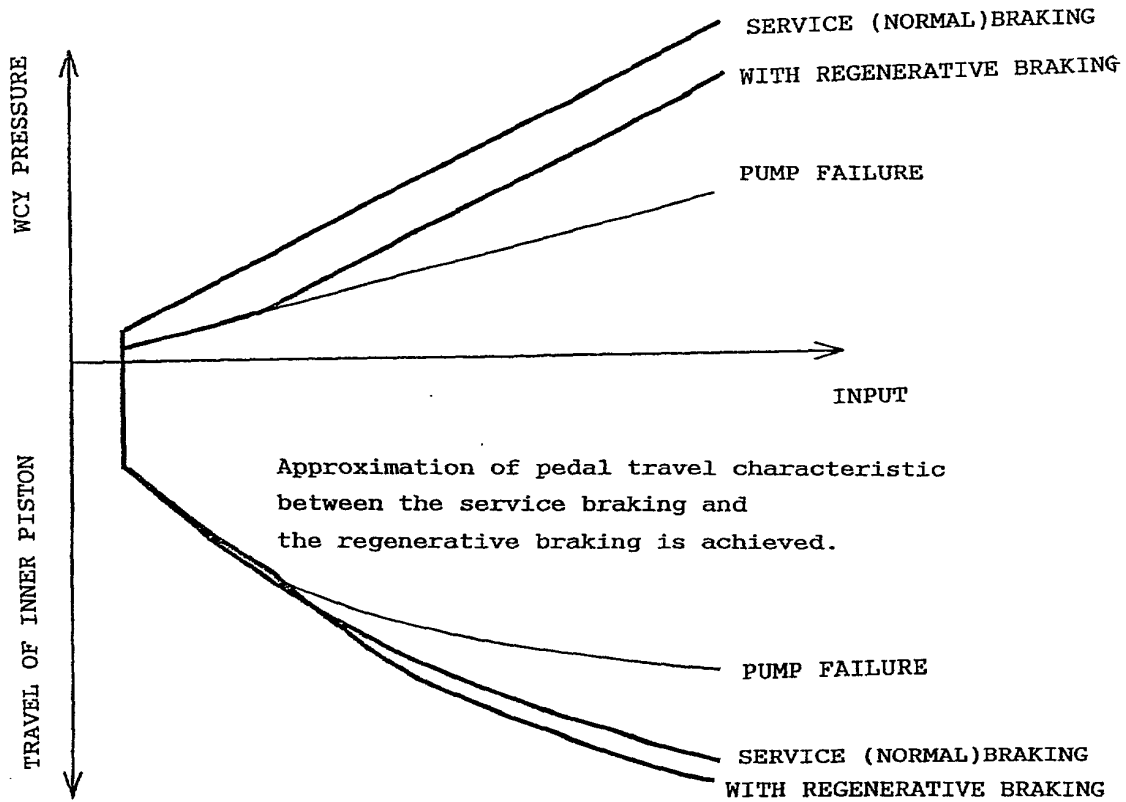 SERVICE (NORMAL)BRAKING
WITH REGENERATIVE BRAKING
WCY PRESSURE
PUMP FAILURE
INPUT
Approximation of pedal travel characteristic
between the service braking and
the regenerative braking is achieved.
TRAVEL OF INNER PISTON
PUMP FAILURE
SERVICE (NORMAL)BRAKING
WITH REGENERATIVE BRAKING